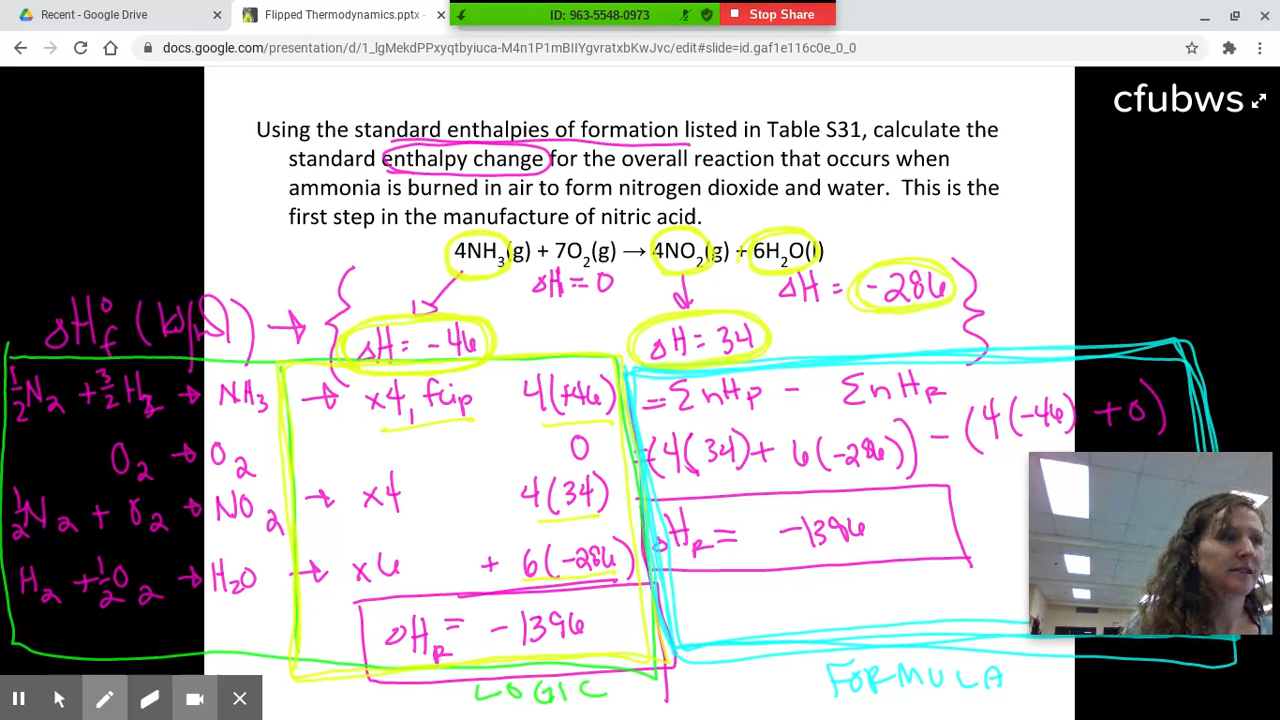 Recent - Google Drive
Flipped Thermodynamics.pptx -
ID: 963-5548-0973
Stop Share
docs.google.com/presentation/d/1_lgMekdPPxyqtbyiuca-M4n1P1mBIIYgvratxbKwJvc/edit#slide=id.gaf1e116c0e_0_0
cfubws
Using the standard enthalpies of formation listed in Table S31, calculate the
standard enthalpy change for the overall reaction that occurs when
ammonia is burned in air to form nitrogen dioxide and water. This is the
first step in the manufacture of nitric acid.
4NH₃(g) + 7O₂(g) → 4NO₂(g) + 6H₂O(l)
ΔH = 0
ΔH = -286
ΔH°f (kJ/M) →
ΔH = -46
ΔH = 34
½N₂ + 3/2 H₂ → NH₃ → x4, flip 4(+46)
O₂ → O₂ 0
½N₂ + O₂ → NO₂ → x4 4(34)
H₂ + ½O₂ → H₂O → x6 + 6(-286)
ΔH_R = -1396
LOGIC
= ΣnH_P - ΣnH_R
= (4(34) + 6(-286)) - (4(-46) + 0)
ΔH_R = -1396
FORMULA